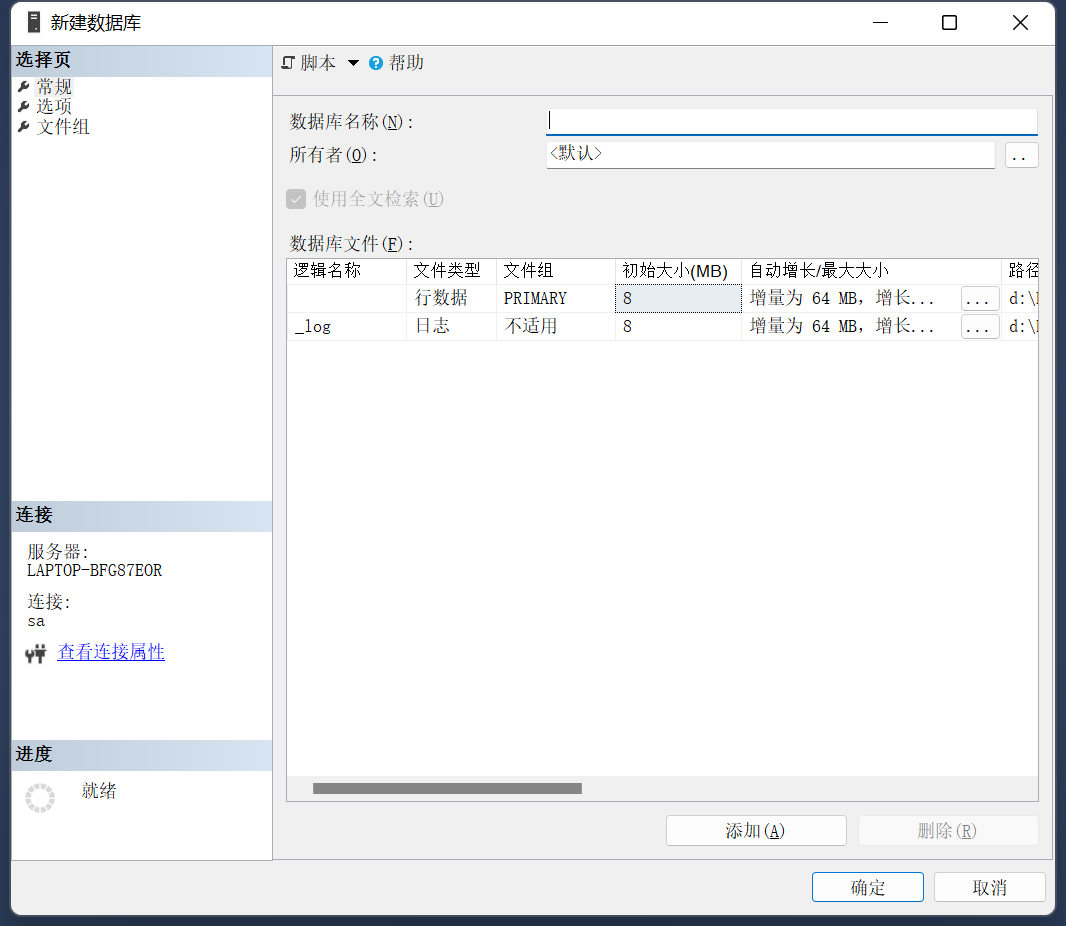 新建数据库
选择页
常规
选项
文件组
脚本 帮助
数据库名称(N):
所有者(O): <默认> ..
使用全文检索(U)
数据库文件(F):
逻辑名称 文件类型 文件组 初始大小(MB) 自动增长/最大大小 路径
行数据 PRIMARY 8 增量为 64 MB，增长... ... d:\
_log 日志 不适用 8 增量为 64 MB，增长... ... d:\
连接
服务器:
LAPTOP-BFG87EOR
连接:
sa
查看连接属性
进度
就绪
添加(A) 删除(R)
确定 取消